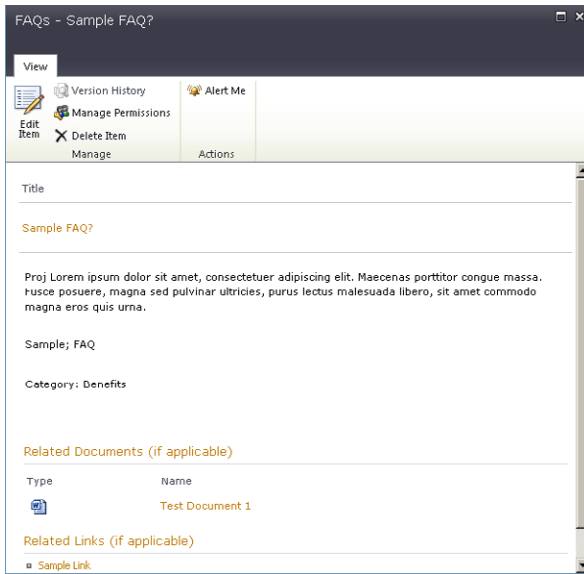 FAQs - Sample FAQ?
View
Edit Item
Version History
Manage Permissions
Delete Item
Manage
Alert Me
Actions
Title
Sample FAQ?
Proj Lorem ipsum dolor sit amet, consectetuer adipiscing elit. Maecenas porttitor congue massa.
Fusce posuere, magna sed pulvinar ultricies, purus lectus malesuada libero, sit amet commodo
magna eros quis urna.
Sample; FAQ
Category: Benefits
Related Documents (if applicable)
Type Name
Test Document 1
Related Links (if applicable)
Sample Link